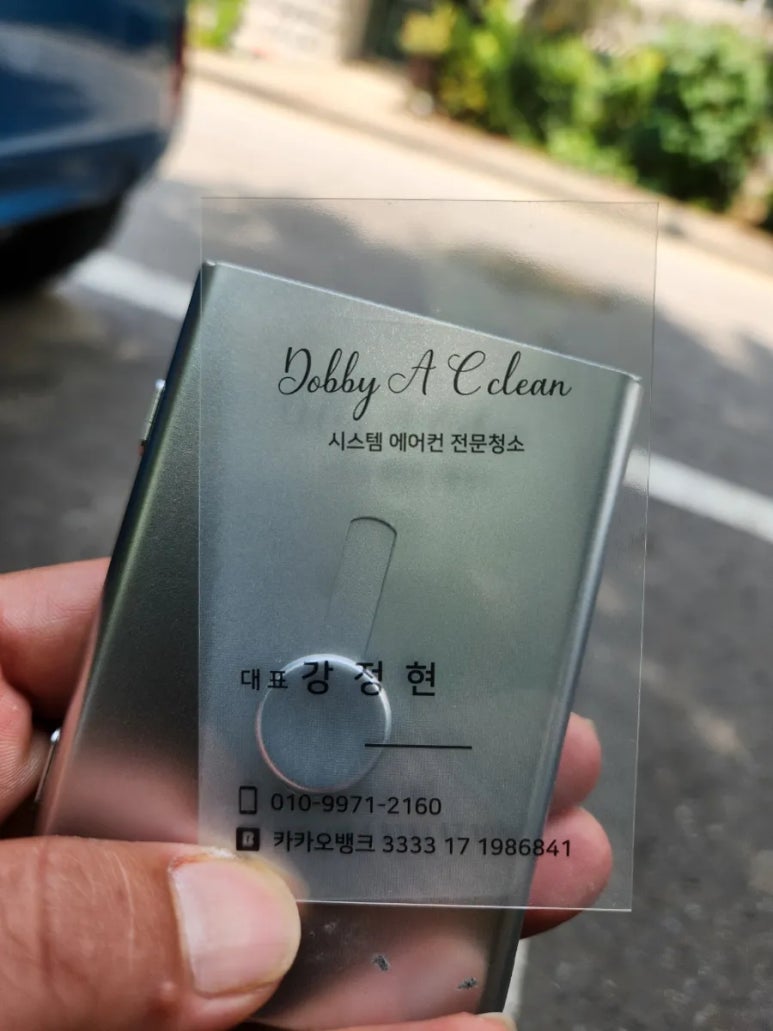 Dobby A C clean
시스템 에어컨 전문청소
대표 강정현
010-9971-2160
카카오뱅크 3333 17 1986841